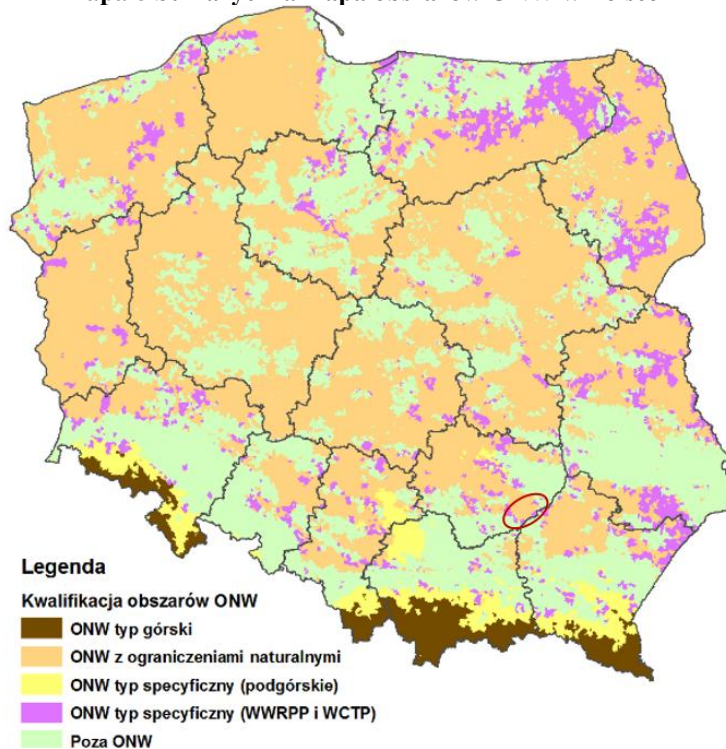 Legenda
Kwalifikacja obszarów ONW
ONW typ górski
ONW z ograniczeniami naturalnymi
ONW typ specyficzny (podgórskie)
ONW typ specyficzny (WWRPP i WCTP)
Poza ONW